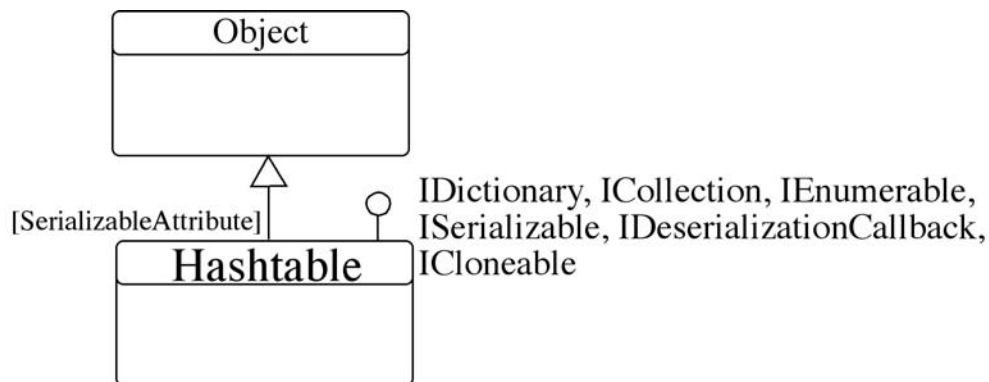 Object
[SerializableAttribute]
IDictionary, ICollection, IEnumerable,
ISerializable, IDeserializationCallback,
ICloneable
Hashtable